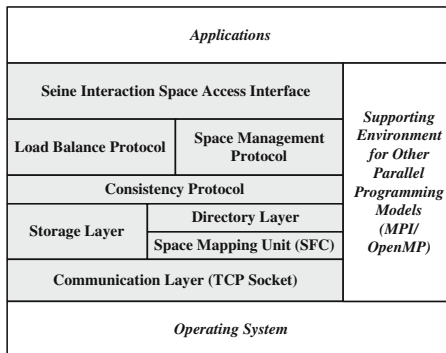 Applications
Seine Interaction Space Access Interface
Load Balance Protocol
Space Management
Protocol
Consistency Protocol
Storage Layer
Directory Layer
Space Mapping Unit (SFC)
Communication Layer (TCP Socket)
Supporting
Environment
for Other
Parallel
Programming
Models
(MPI/
OpenMP)
Operating System